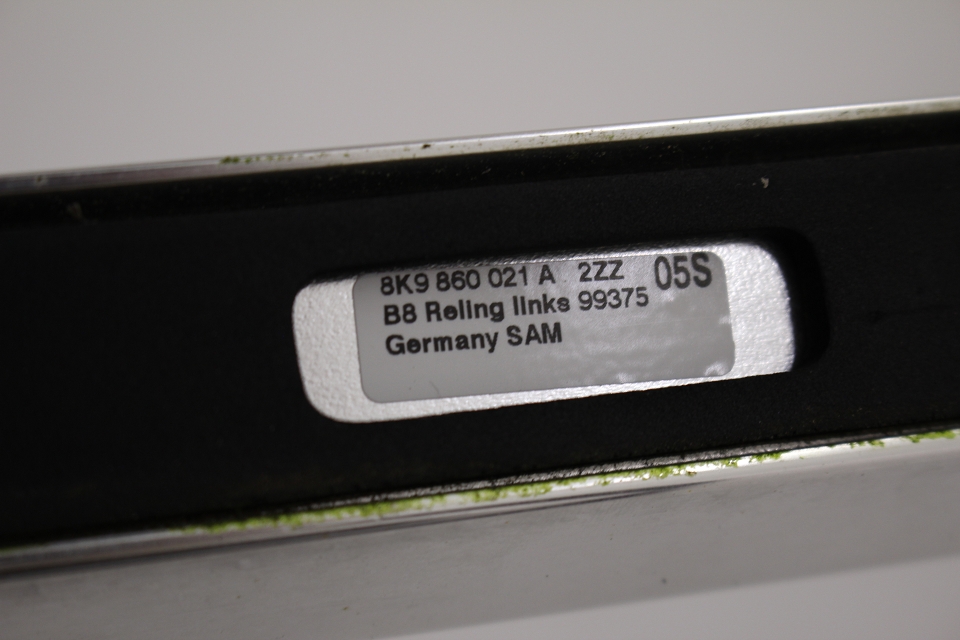 8K9 860 021 A 2ZZ 05S
B8 Reling links 99375
Germany SAM